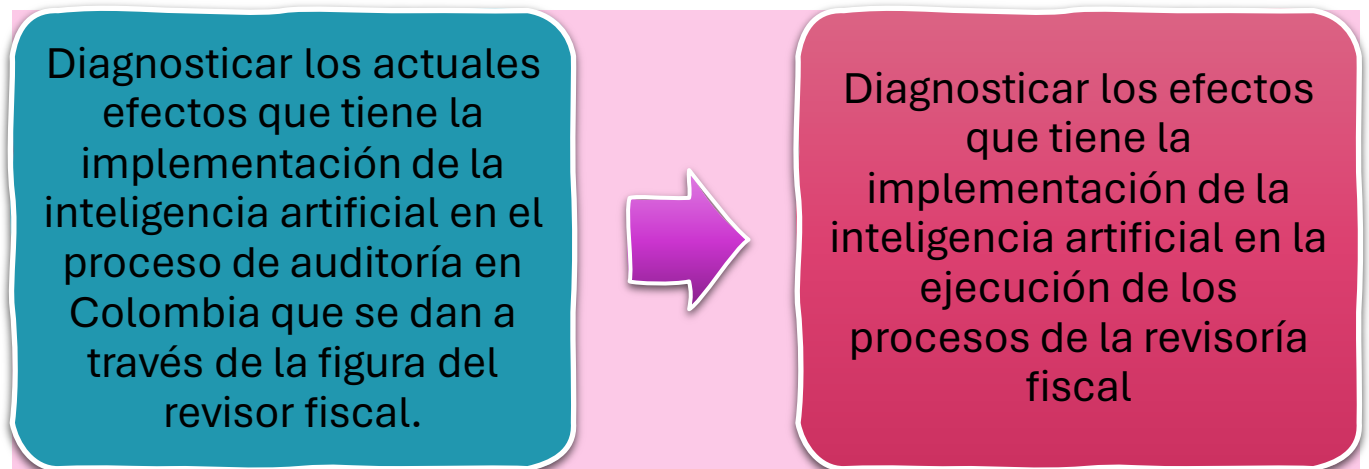 Diagnosticar los actuales
efectos que tiene la
implementación de la
inteligencia artificial en el
proceso de auditoría en
Colombia que se dan a
través de la figura del
revisor fiscal.
Diagnosticar los efectos
que tiene la
implementación de la
inteligencia artificial en la
ejecución de los
procesos de la revisoría
fiscal